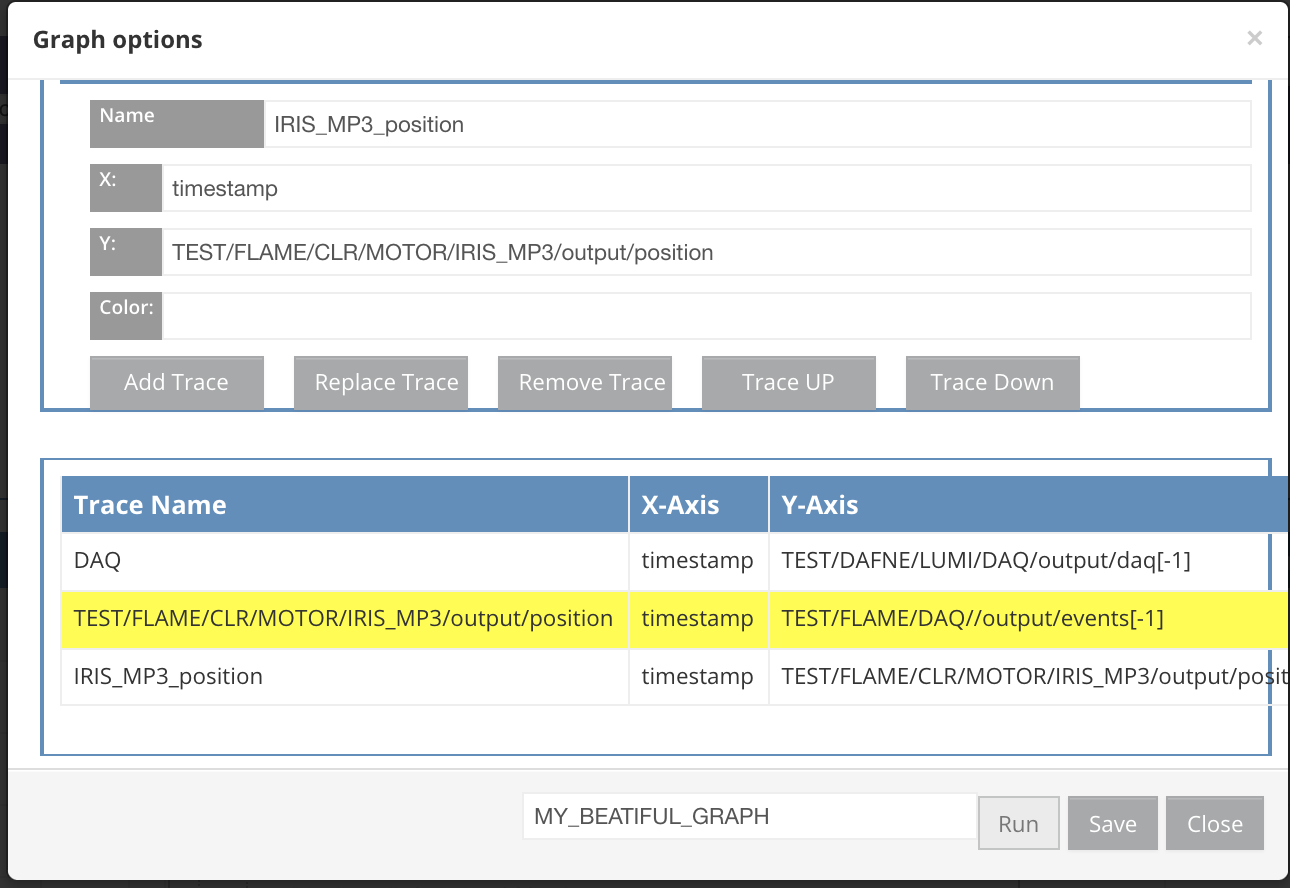 Graph options ×
Name IRIS_MP3_position
X: timestamp
Y: TEST/FLAME/CLR/MOTOR/IRIS_MP3/output/position
Color:
Add Trace Replace Trace Remove Trace Trace UP Trace Down
Trace Name X-Axis Y-Axis
DAQ timestamp TEST/DAFNE/LUMI/DAQ/output/daq[-1]
TEST/FLAME/CLR/MOTOR/IRIS_MP3/output/position timestamp TEST/FLAME/DAQ//output/events[-1]
IRIS_MP3_position timestamp TEST/FLAME/CLR/MOTOR/IRIS_MP3/output/posit
MY_BEATIFUL_GRAPH Run Save Close